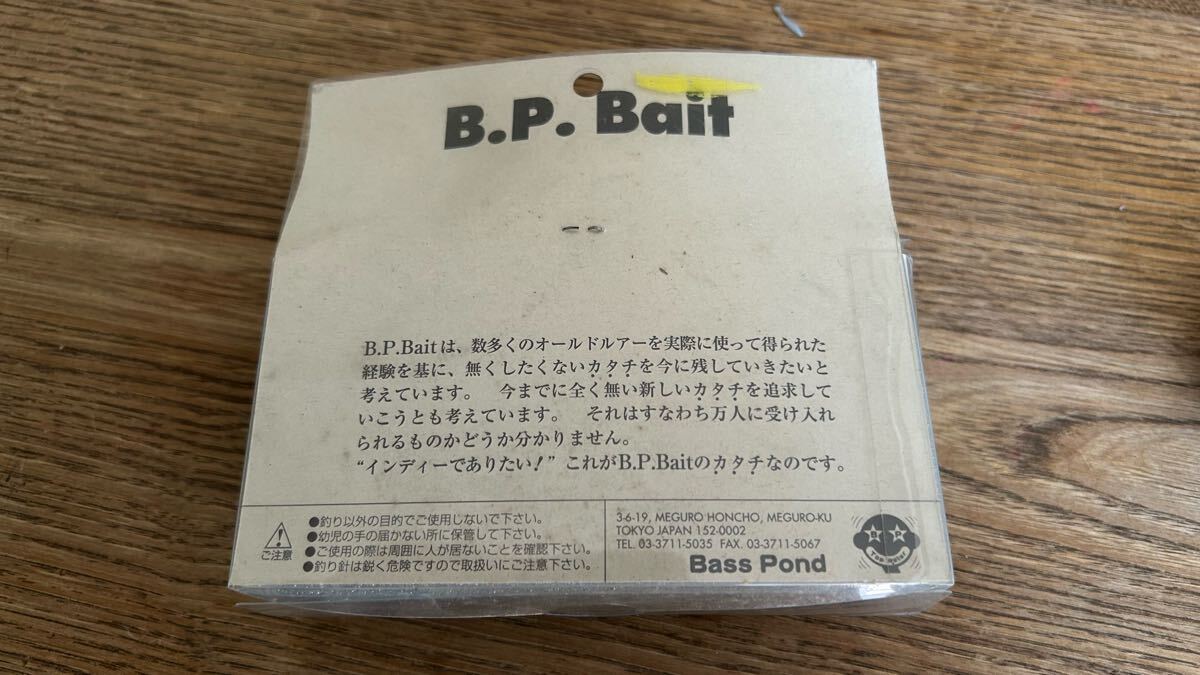 B.P. Bait
B.P.Baitは、数多くのオールドルアーを実際に使って得られた
経験を基に、無くしたくないカタチを今に残していきたいと
考えています。 今までに全く無い新しいカタチを追求して
いこうとも考えています。 それはすなわち万人に受け入れ
られるものかどうか分かりません。
“インディーでありたい!” これがB.P.Baitのカタチなのです。
ご注意
●釣り以外の目的でご使用しないで下さい。
●幼児の手の届かない所に保管して下さい。
●ご使用の際は周囲に人が居ないことを確認下さい。
●釣り針は鋭く危険ですので取扱いにご注意下さい。
3-6-19, MEGURO HONCHO, MEGURO-KU
TOKYO JAPAN 152-0002
TEL. 03-3711-5035 FAX. 03-3711-5067
Bass Pond
B P